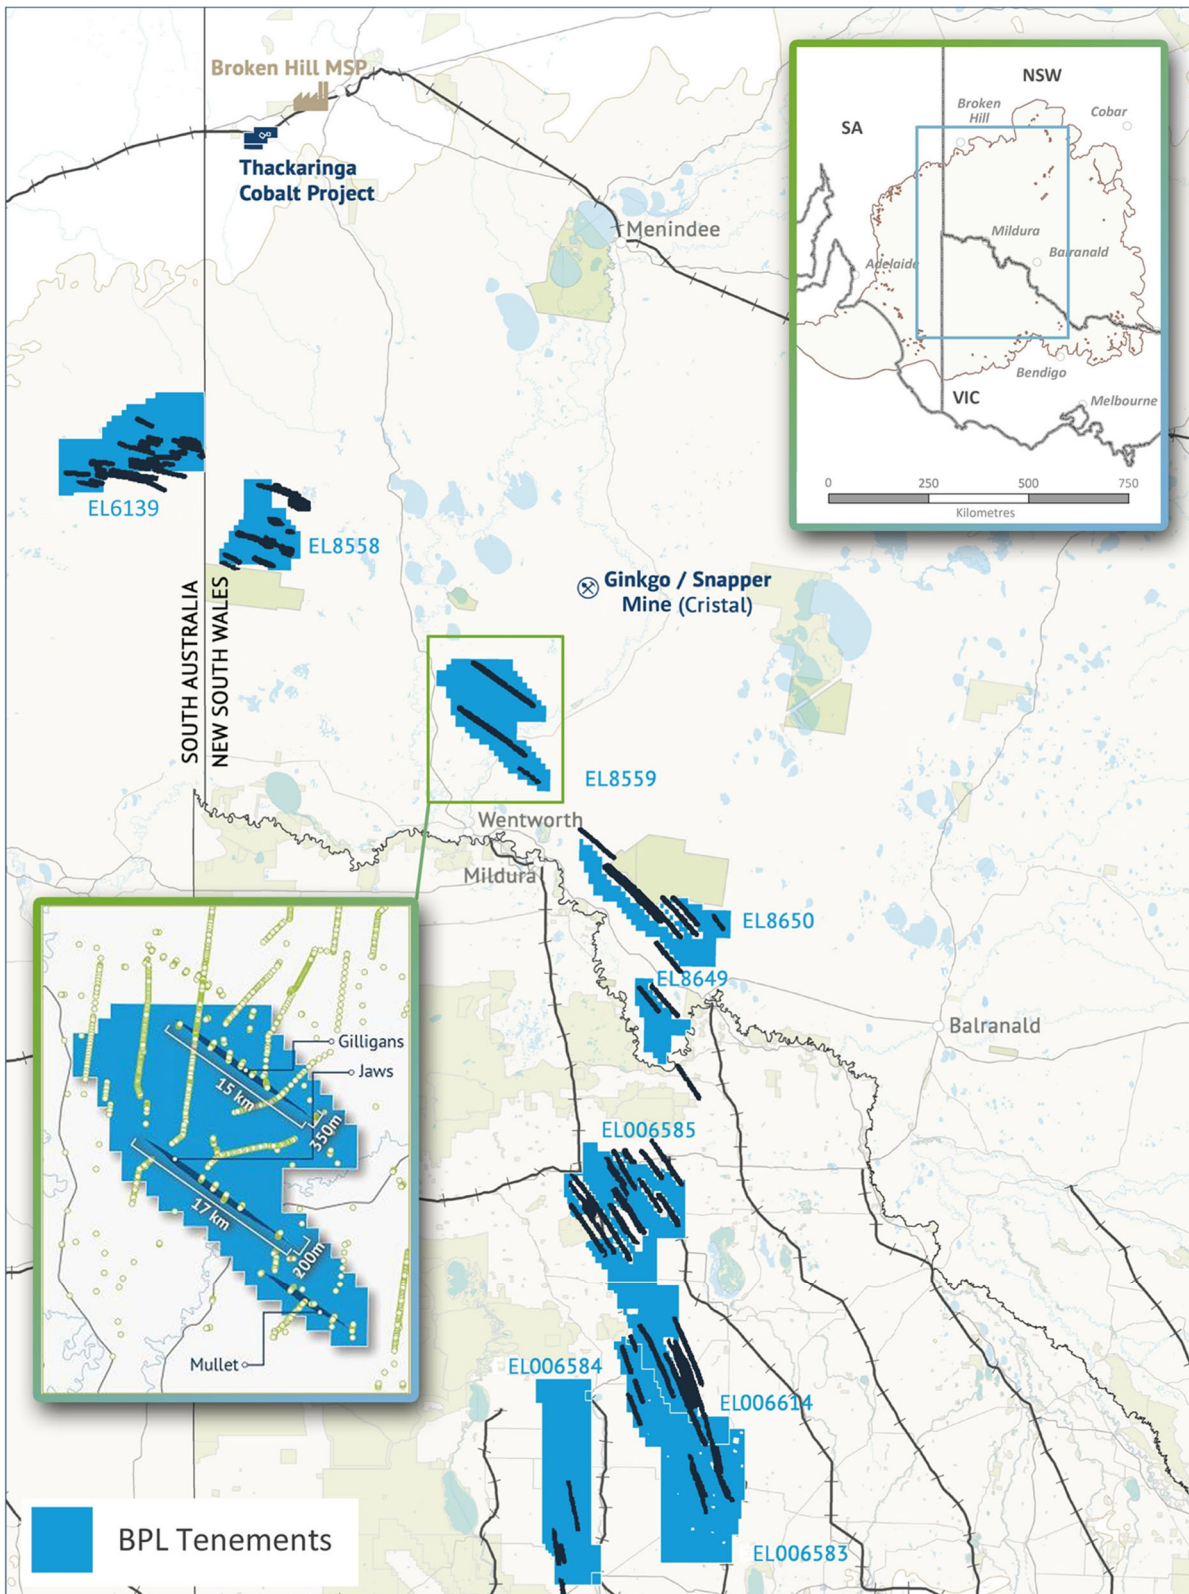 Broken Hill MSP
Thackaringa
Cobalt Project
Menindee
NSW
Broken
Hill
Cobar
SA
Mildura
Balranald
Adelaide
Bendigo
VIC
Melbourne
0 250 500 750
Kilometres
EL6139
EL8558
SOUTH AUSTRALIA
NEW SOUTH WALES
Ginkgo / Snapper
Mine (Cristal)
EL8559
Wentworth
Mildura
EL8650
EL8649
Balranald
Gilligans
Jaws
15 km
350m
17 km
200m
Mullet
EL006585
EL006584
EL006614
EL006583
BPL Tenements